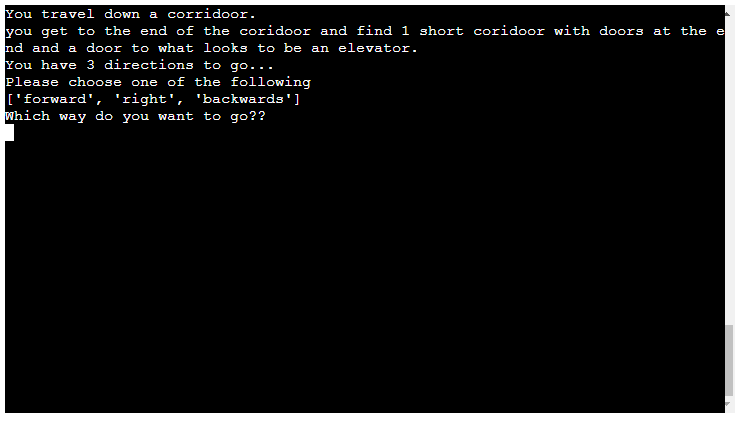 You travel down a corridoor.
you get to the end of the coridoor and find 1 short coridoor with doors at the e
nd and a door to what looks to be an elevator.
You have 3 directions to go...
Please choose one of the following
['forward', 'right', 'backwards']
Which way do you want to go??